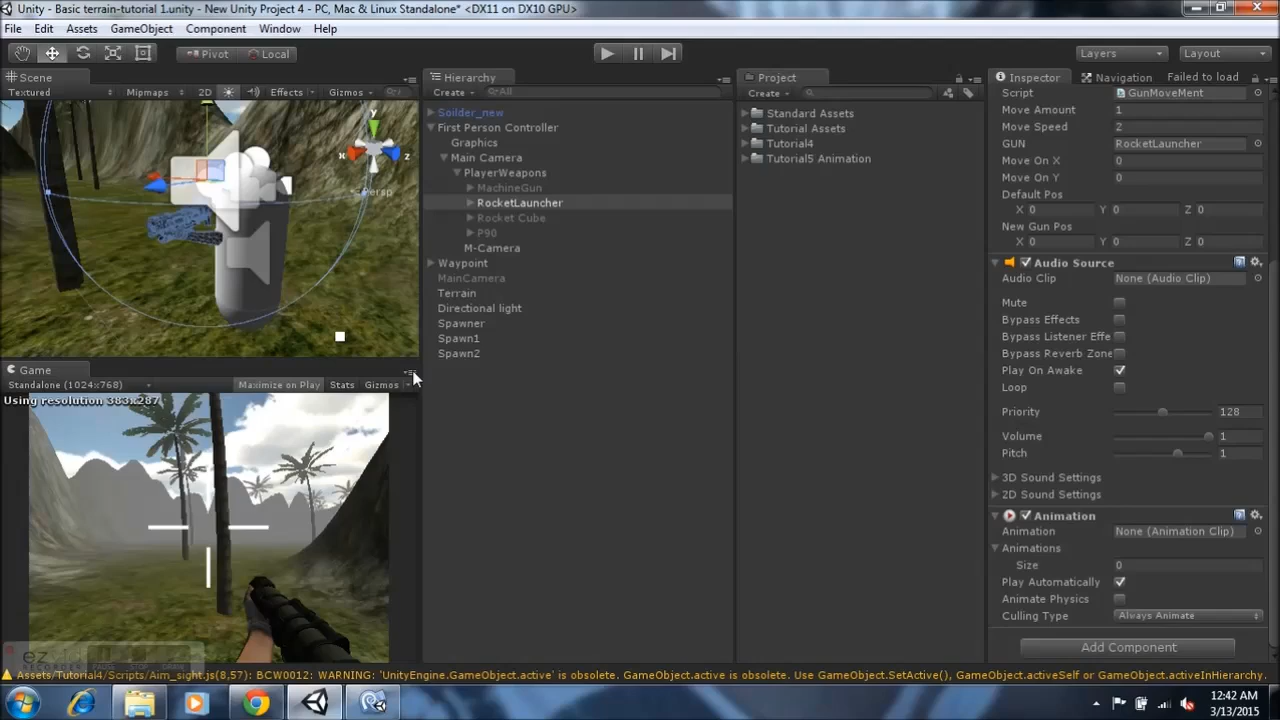 Unity - Basic terrain-tutorial 1.unity - New Unity Project 4 - PC, Mac & Linux Standalone* <DX11 on DX10 GPU>
File Edit Assets GameObject Component Window Help
Pivot Local Layers Layout
Scene
Textured Mipmaps 2D Effects Gizmos
y
x
z
Persp
Game
Standalone (1024x768) Maximize on Play Stats Gizmos
Using resolution 383x287
RECORDER PAUSE STOP DRAW
Hierarchy
Create All
Soilder_new
First Person Controller
Graphics
Main Camera
PlayerWeapons
MachineGun
RocketLauncher
Rocket Cube
P90
M-Camera
Waypoint
MainCamera
Terrain
Directional light
Spawner
Spawn1
Spawn2
Project
Create
Standard Assets
Tutorial Assets
Tutorial4
Tutorial5 Animation
Inspector Navigation Failed to load
Script GunMoveMent
Move Amount 1
Move Speed 2
GUN RocketLauncher
Move On X 0
Move On Y 0
Default Pos
X 0 Y 0 Z 0
New Gun Pos
X 0 Y 0 Z 0
Audio Source
Audio Clip None (Audio Clip)
Mute
Bypass Effects
Bypass Listener Effe
Bypass Reverb Zone
Play On Awake
Loop
Priority 128
Volume 1
Pitch 1
3D Sound Settings
2D Sound Settings
Animation
Animation None (Animation Clip)
Animations
Size 0
Play Automatically
Animate Physics
Culling Type Always Animate
Add Component
Assets/Tutorial4/Scripts/Aim_sight.js(8,57): BCW0012: WARNING: 'UnityEngine.GameObject.active' is obsolete. GameObject.active is obsolete. Use GameObject.SetActive(), GameObject.activeSelf or GameObject.activeInHierarchy.
12:42 AM
3/13/2015